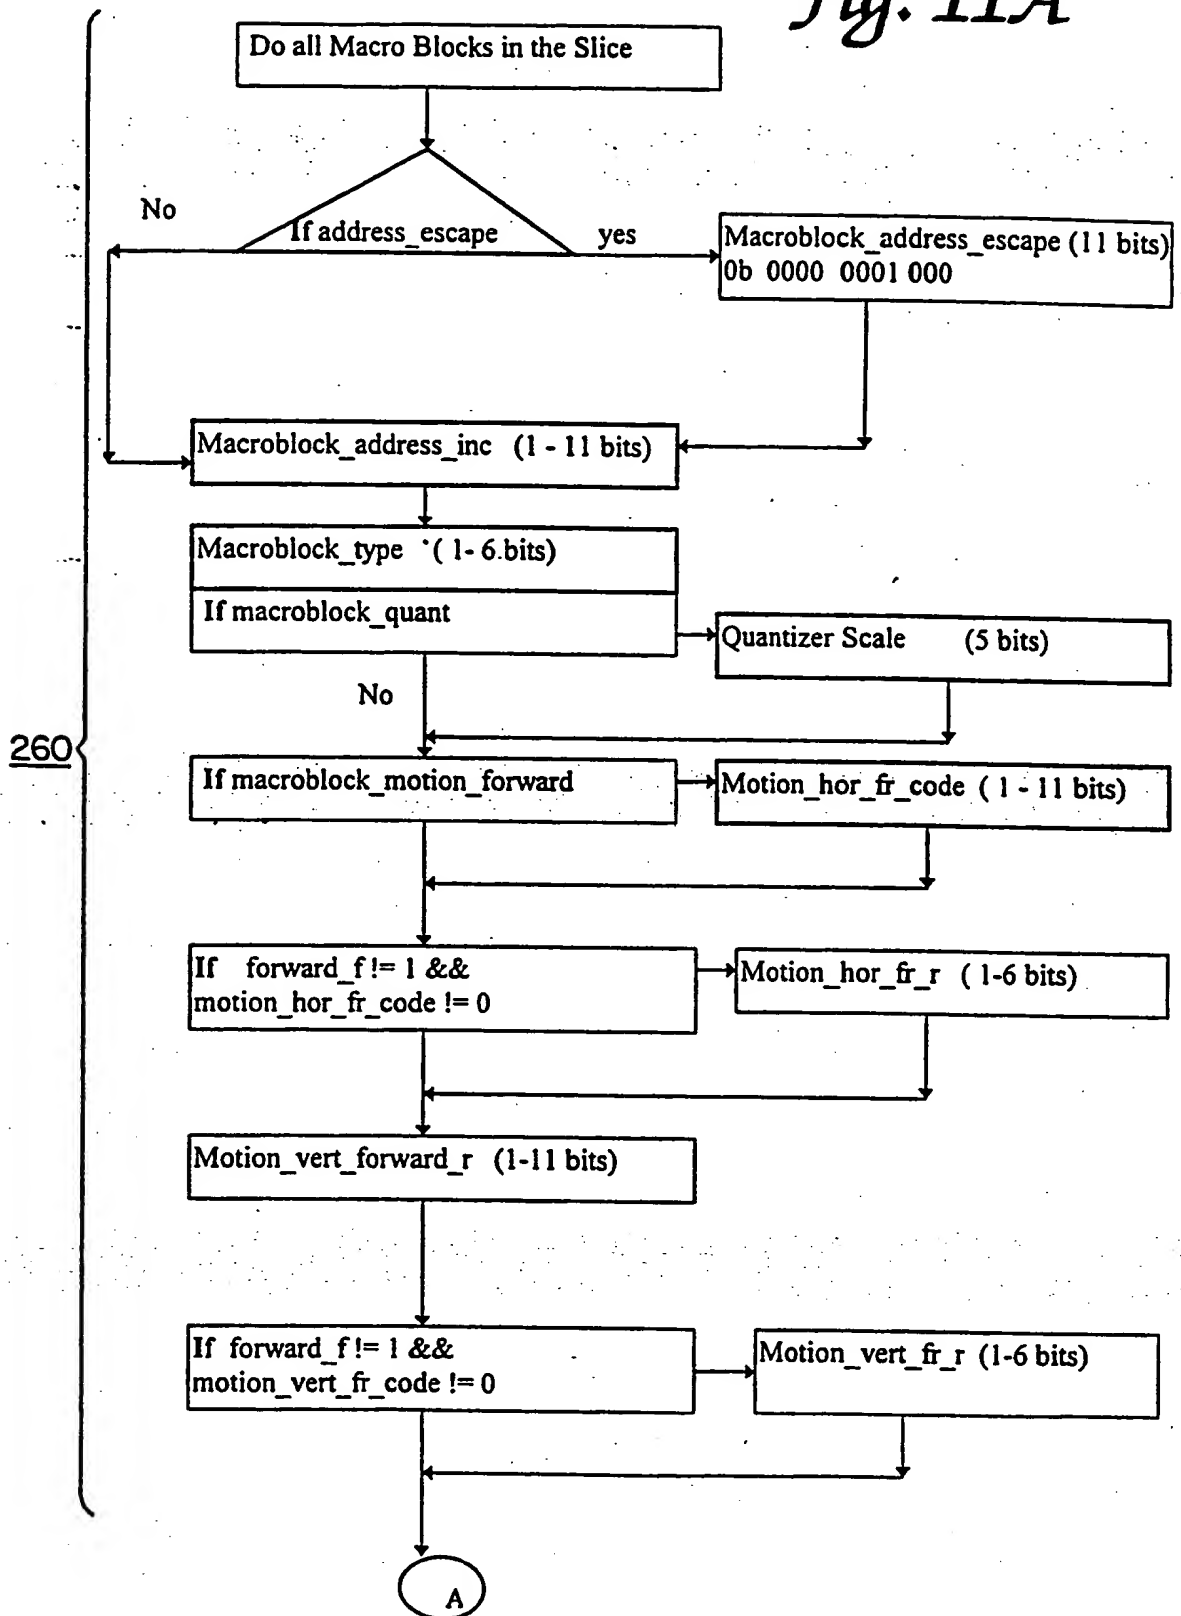 Fig. 11A
Do all Macro Blocks in the Slice
No
If address_escape
yes
Macroblock_address_escape (11 bits)
0b 0000 0001 000
Macroblock_address_inc (1 - 11 bits)
Macroblock_type ( 1- 6.bits)
If macroblock_quant
Quantizer Scale (5 bits)
No
260
If macroblock_motion_forward
Motion_hor_fr_code ( 1 - 11 bits)
If forward_f != 1 &&
motion_hor_fr_code != 0
Motion_hor_fr_r ( 1-6 bits)
Motion_vert_forward_r (1-11 bits)
If forward_f != 1 &&
motion_vert_fr_code != 0
Motion_vert_fr_r (1-6 bits)
A